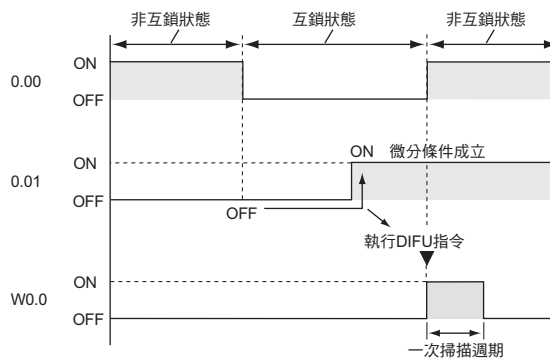 非互鎖狀態 互鎖狀態 非互鎖狀態
ON
0.00
OFF
ON ON 微分條件成立
0.01
OFF
OFF
執行DIFU指令
ON
W0.0
OFF
一次掃描週期